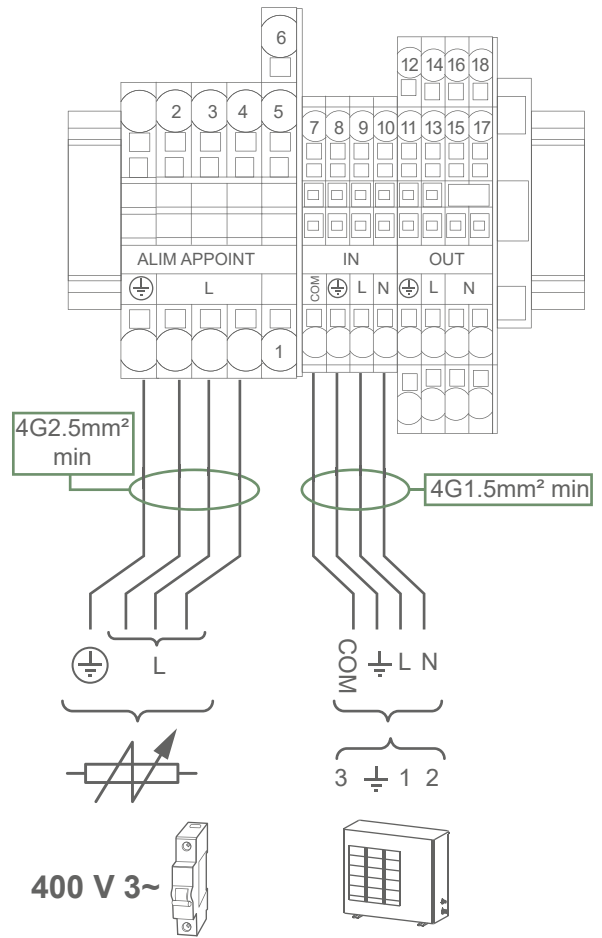 6
12 14 16 18
2 3 4 5
7 8 9 10 11 13 15 17
ALIM APPOINT IN OUT
L COM L N L N
1
4G2.5mm²
min
4G1.5mm² min
L
COM L N
3 1 2
400 V 3~